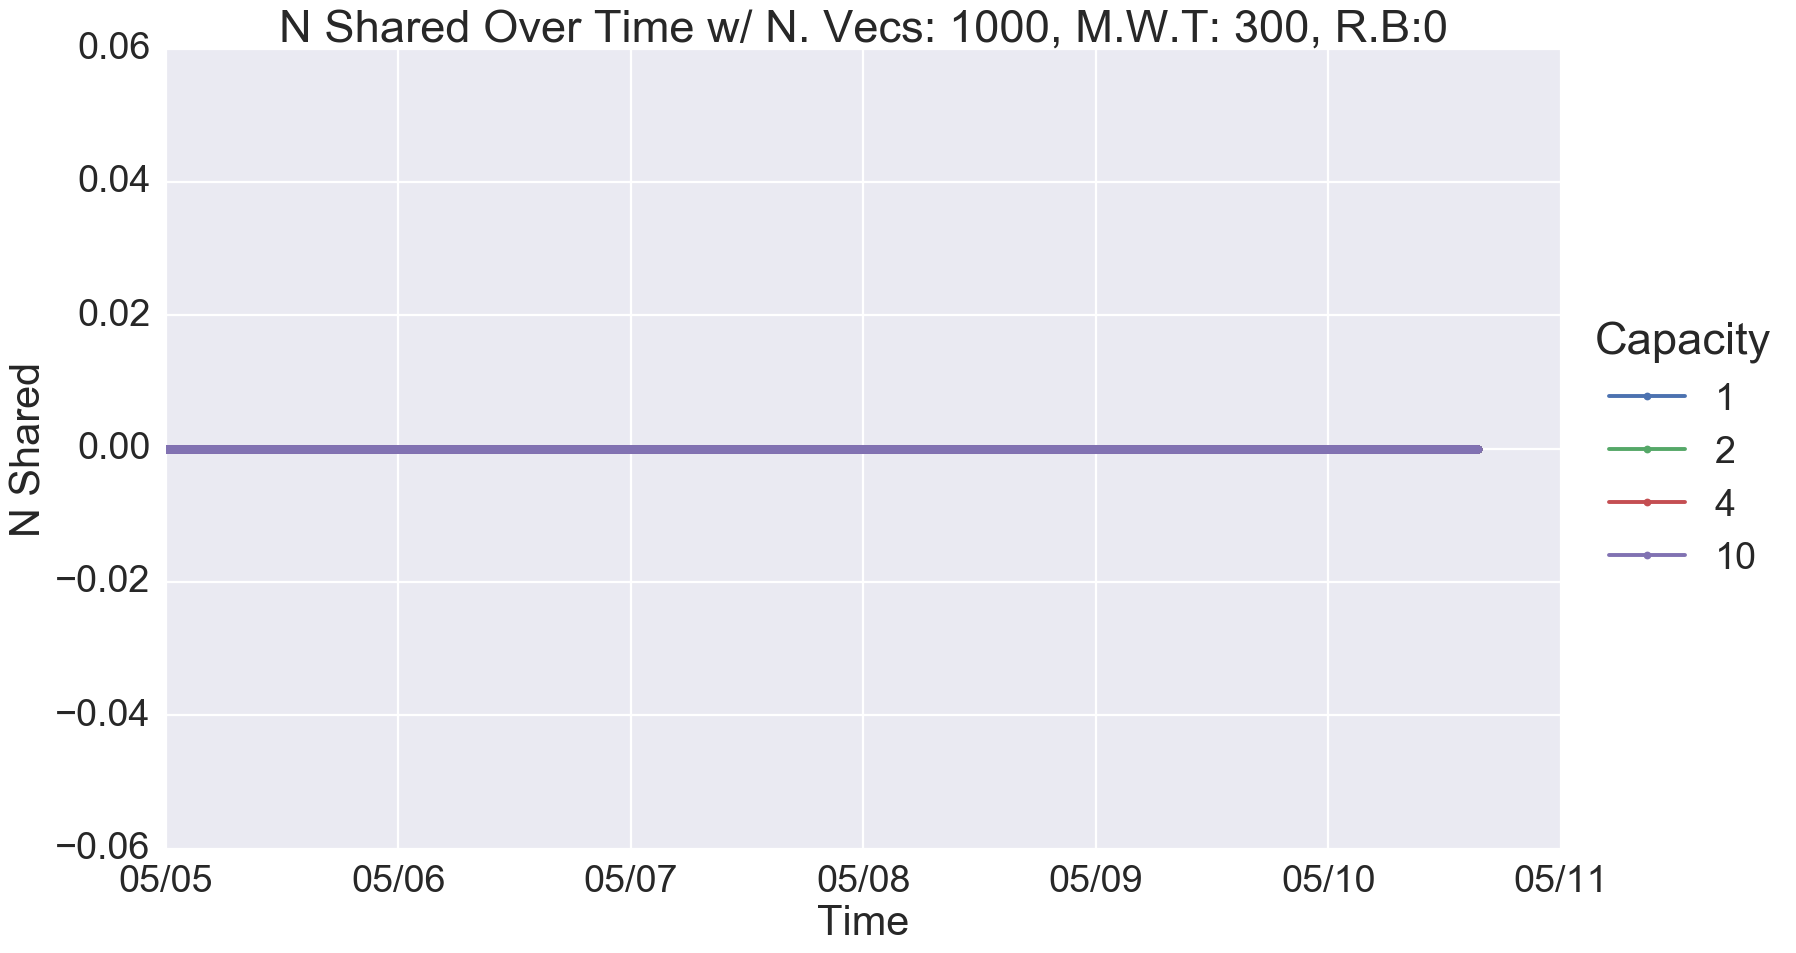 N Shared Over Time w/ N. Vecs: 1000, M.W.T: 300, R.B:0
0.06
0.04
0.02
0.00
−0.02
−0.04
−0.06
N Shared
05/05 05/06 05/07 05/08 05/09 05/10 05/11
Time
Capacity
1
2
4
10